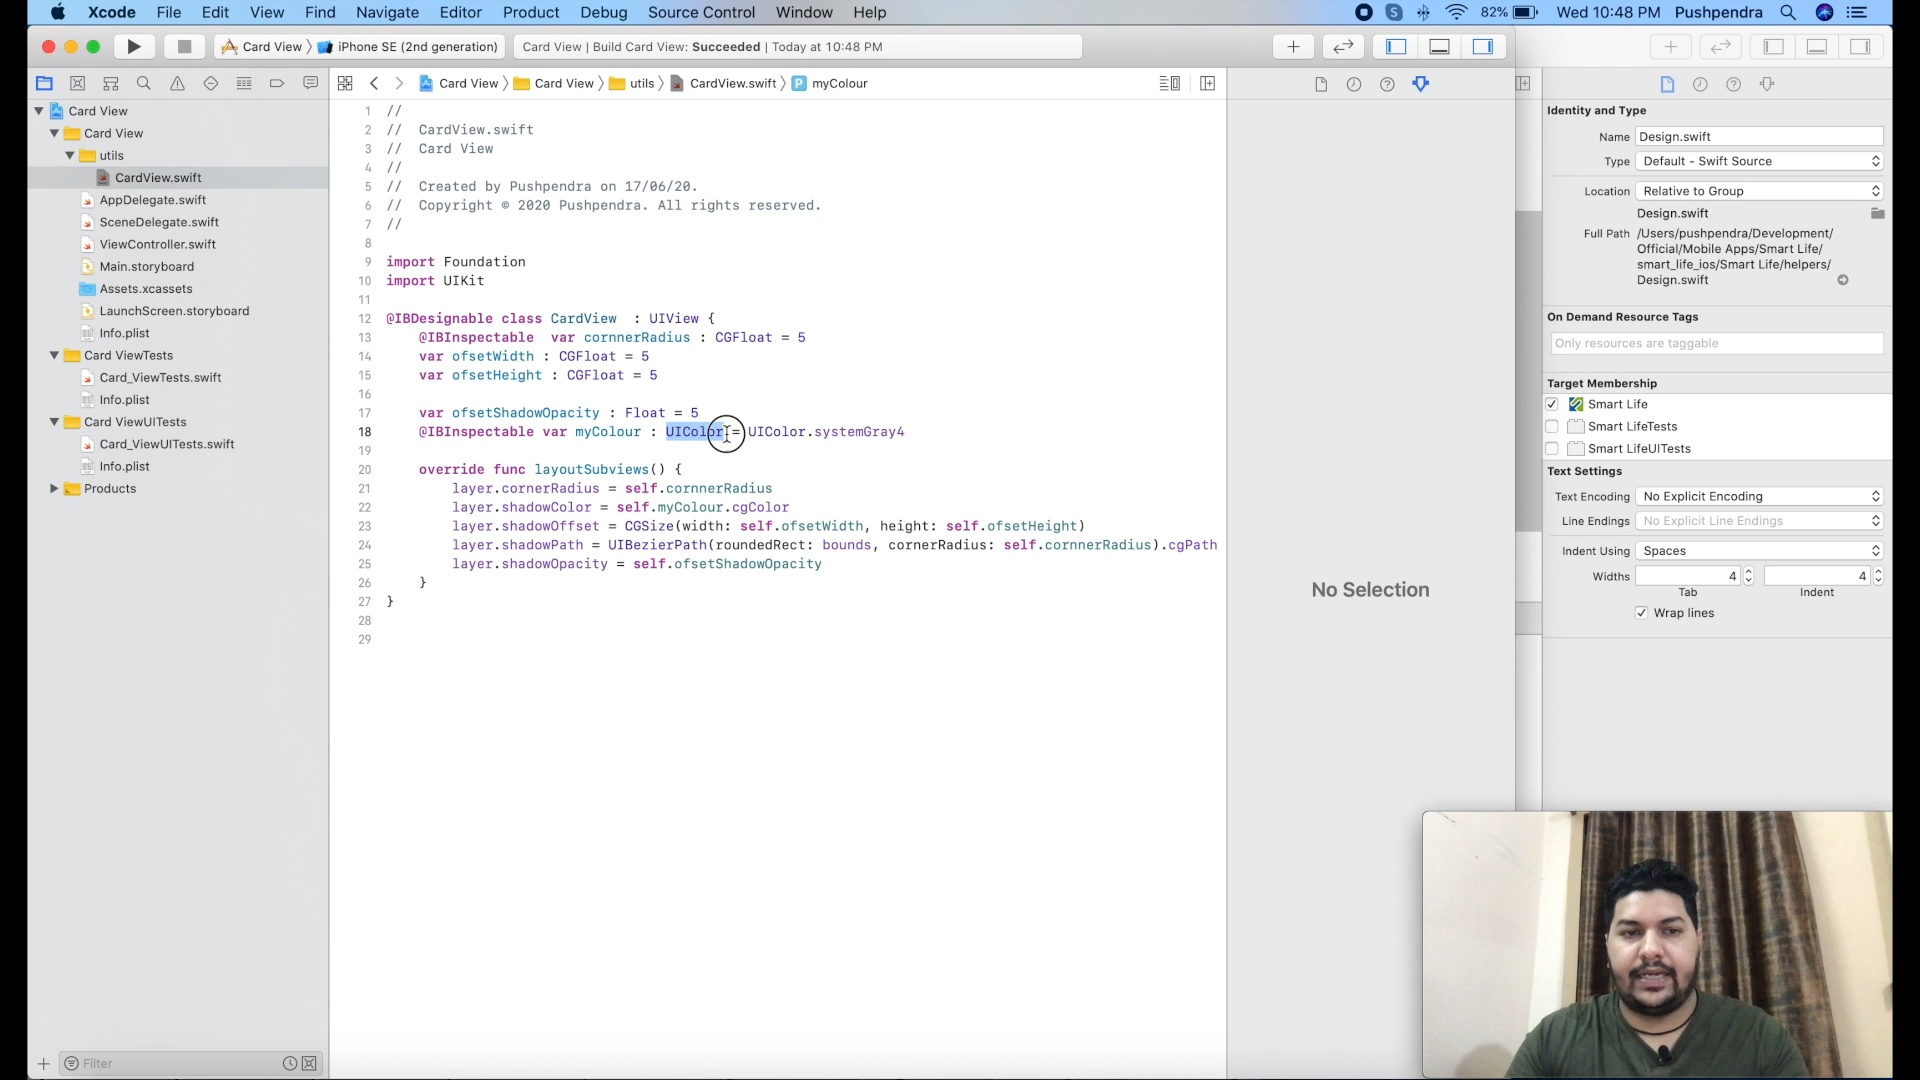 Xcode File Edit View Find Navigate Editor Product Debug Source Control Window Help
82% Wed 10:48 PM Pushpendra
Card View iPhone SE (2nd generation)
Card View | Build Card View: Succeeded | Today at 10:48 PM
Card View Card View utils CardView.swift P myColour
Card View
Card View
utils
CardView.swift
AppDelegate.swift
SceneDelegate.swift
ViewController.swift
Main.storyboard
Assets.xcassets
LaunchScreen.storyboard
Info.plist
Card ViewTests
Card_ViewTests.swift
Info.plist
Card ViewUITests
Card_ViewUITests.swift
Info.plist
Products
Filter
1 //
2 // CardView.swift
3 // Card View
4 //
5 // Created by Pushpendra on 17/06/20.
6 // Copyright © 2020 Pushpendra. All rights reserved.
7 //
8
9 import Foundation
10 import UIKit
11
12 @IBDesignable class CardView : UIView {
13 @IBInspectable var cornnerRadius : CGFloat = 5
14 var ofsetWidth : CGFloat = 5
15 var ofsetHeight : CGFloat = 5
16
17 var ofsetShadowOpacity : Float = 5
18 @IBInspectable var myColour : UIColor = UIColor.systemGray4
19
20 override func layoutSubviews() {
21 layer.cornerRadius = self.cornnerRadius
22 layer.shadowColor = self.myColour.cgColor
23 layer.shadowOffset = CGSize(width: self.ofsetWidth, height: self.ofsetHeight)
24 layer.shadowPath = UIBezierPath(roundedRect: bounds, cornerRadius: self.cornnerRadius).cgPath
25 layer.shadowOpacity = self.ofsetShadowOpacity
26 }
27 }
28
29
No Selection
Identity and Type
Name Design.swift
Type Default - Swift Source
Location Relative to Group
Design.swift
Full Path /Users/pushpendra/Development/
Official/Mobile Apps/Smart Life/
smart_life_ios/Smart Life/helpers/
Design.swift
On Demand Resource Tags
Only resources are taggable
Target Membership
Smart Life
Smart LifeTests
Smart LifeUITests
Text Settings
Text Encoding No Explicit Encoding
Line Endings No Explicit Line Endings
Indent Using Spaces
Widths 4 4
Tab Indent
Wrap lines